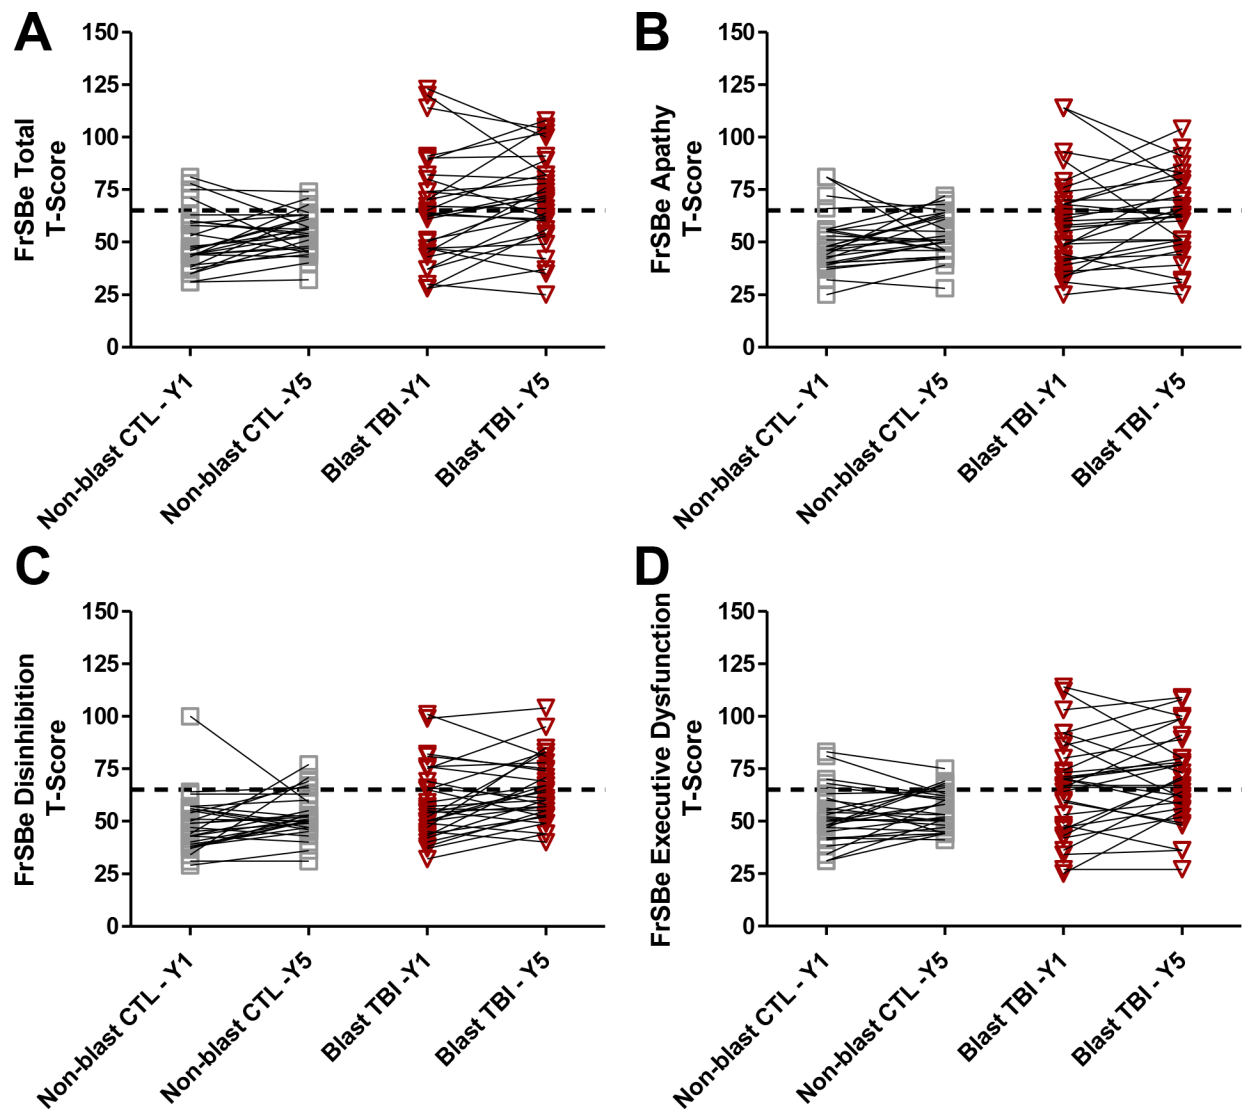 A
FrSBe Total
T-Score
150
125
100
75
50
25
0
Non-blast CTL - Y1
Non-blast CTL -Y5
Blast TBI -Y1
Blast TBI - Y5
B
FrSBe Apathy
T-Score
150
125
100
75
50
25
0
Non-blast CTL - Y1
Non-blast CTL -Y5
Blast TBI -Y1
Blast TBI - Y5
C
FrSBe Disinhibition
T-Score
150
125
100
75
50
25
0
Non-blast CTL - Y1
Non-blast CTL -Y5
Blast TBI -Y1
Blast TBI - Y5
D
FrSBe Executive Dysfunction
T-Score
150
125
100
75
50
25
0
Non-blast CTL - Y1
Non-blast CTL -Y5
Blast TBI -Y1
Blast TBI - Y5